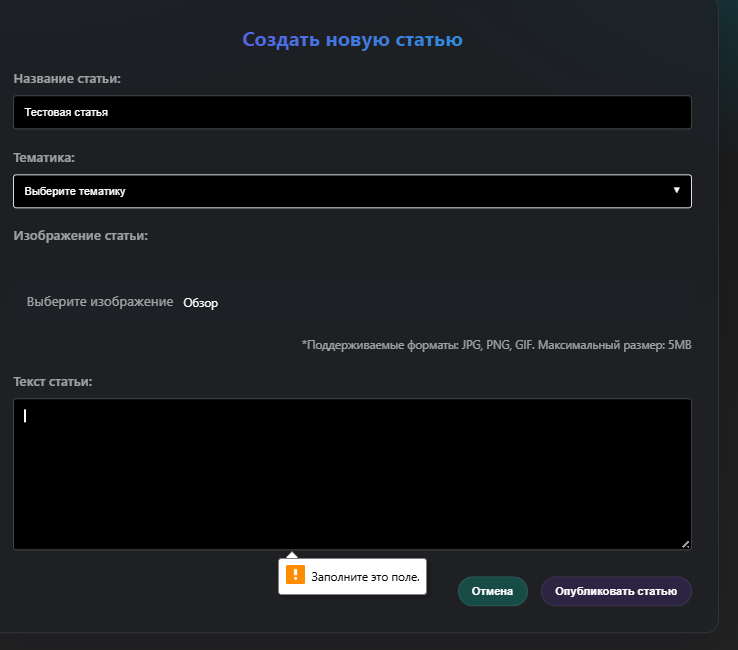 Создать новую статью
Название статьи:
Тестовая статья
Тематика:
Выберите тематику
Изображение статьи:
Выберите изображение Обзор
*Поддерживаемые форматы: JPG, PNG, GIF. Максимальный размер: 5MB
Текст статьи:
Заполните это поле.
Отмена Опубликовать статью